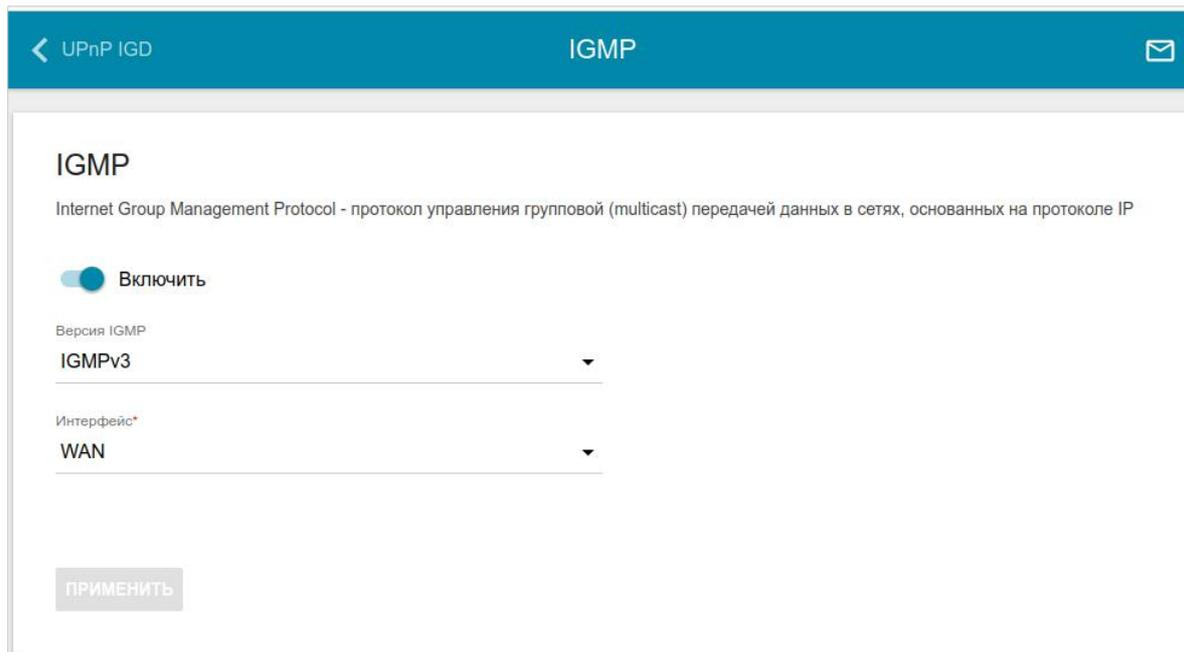 UPnP IGD
IGMP
IGMP
Internet Group Management Protocol - протокол управления групповой (multicast) передачей данных в сетях, основанных на протоколе IP
Включить
Версия IGMP
IGMPv3
Интерфейс*
WAN
ПРИМЕНИТЬ